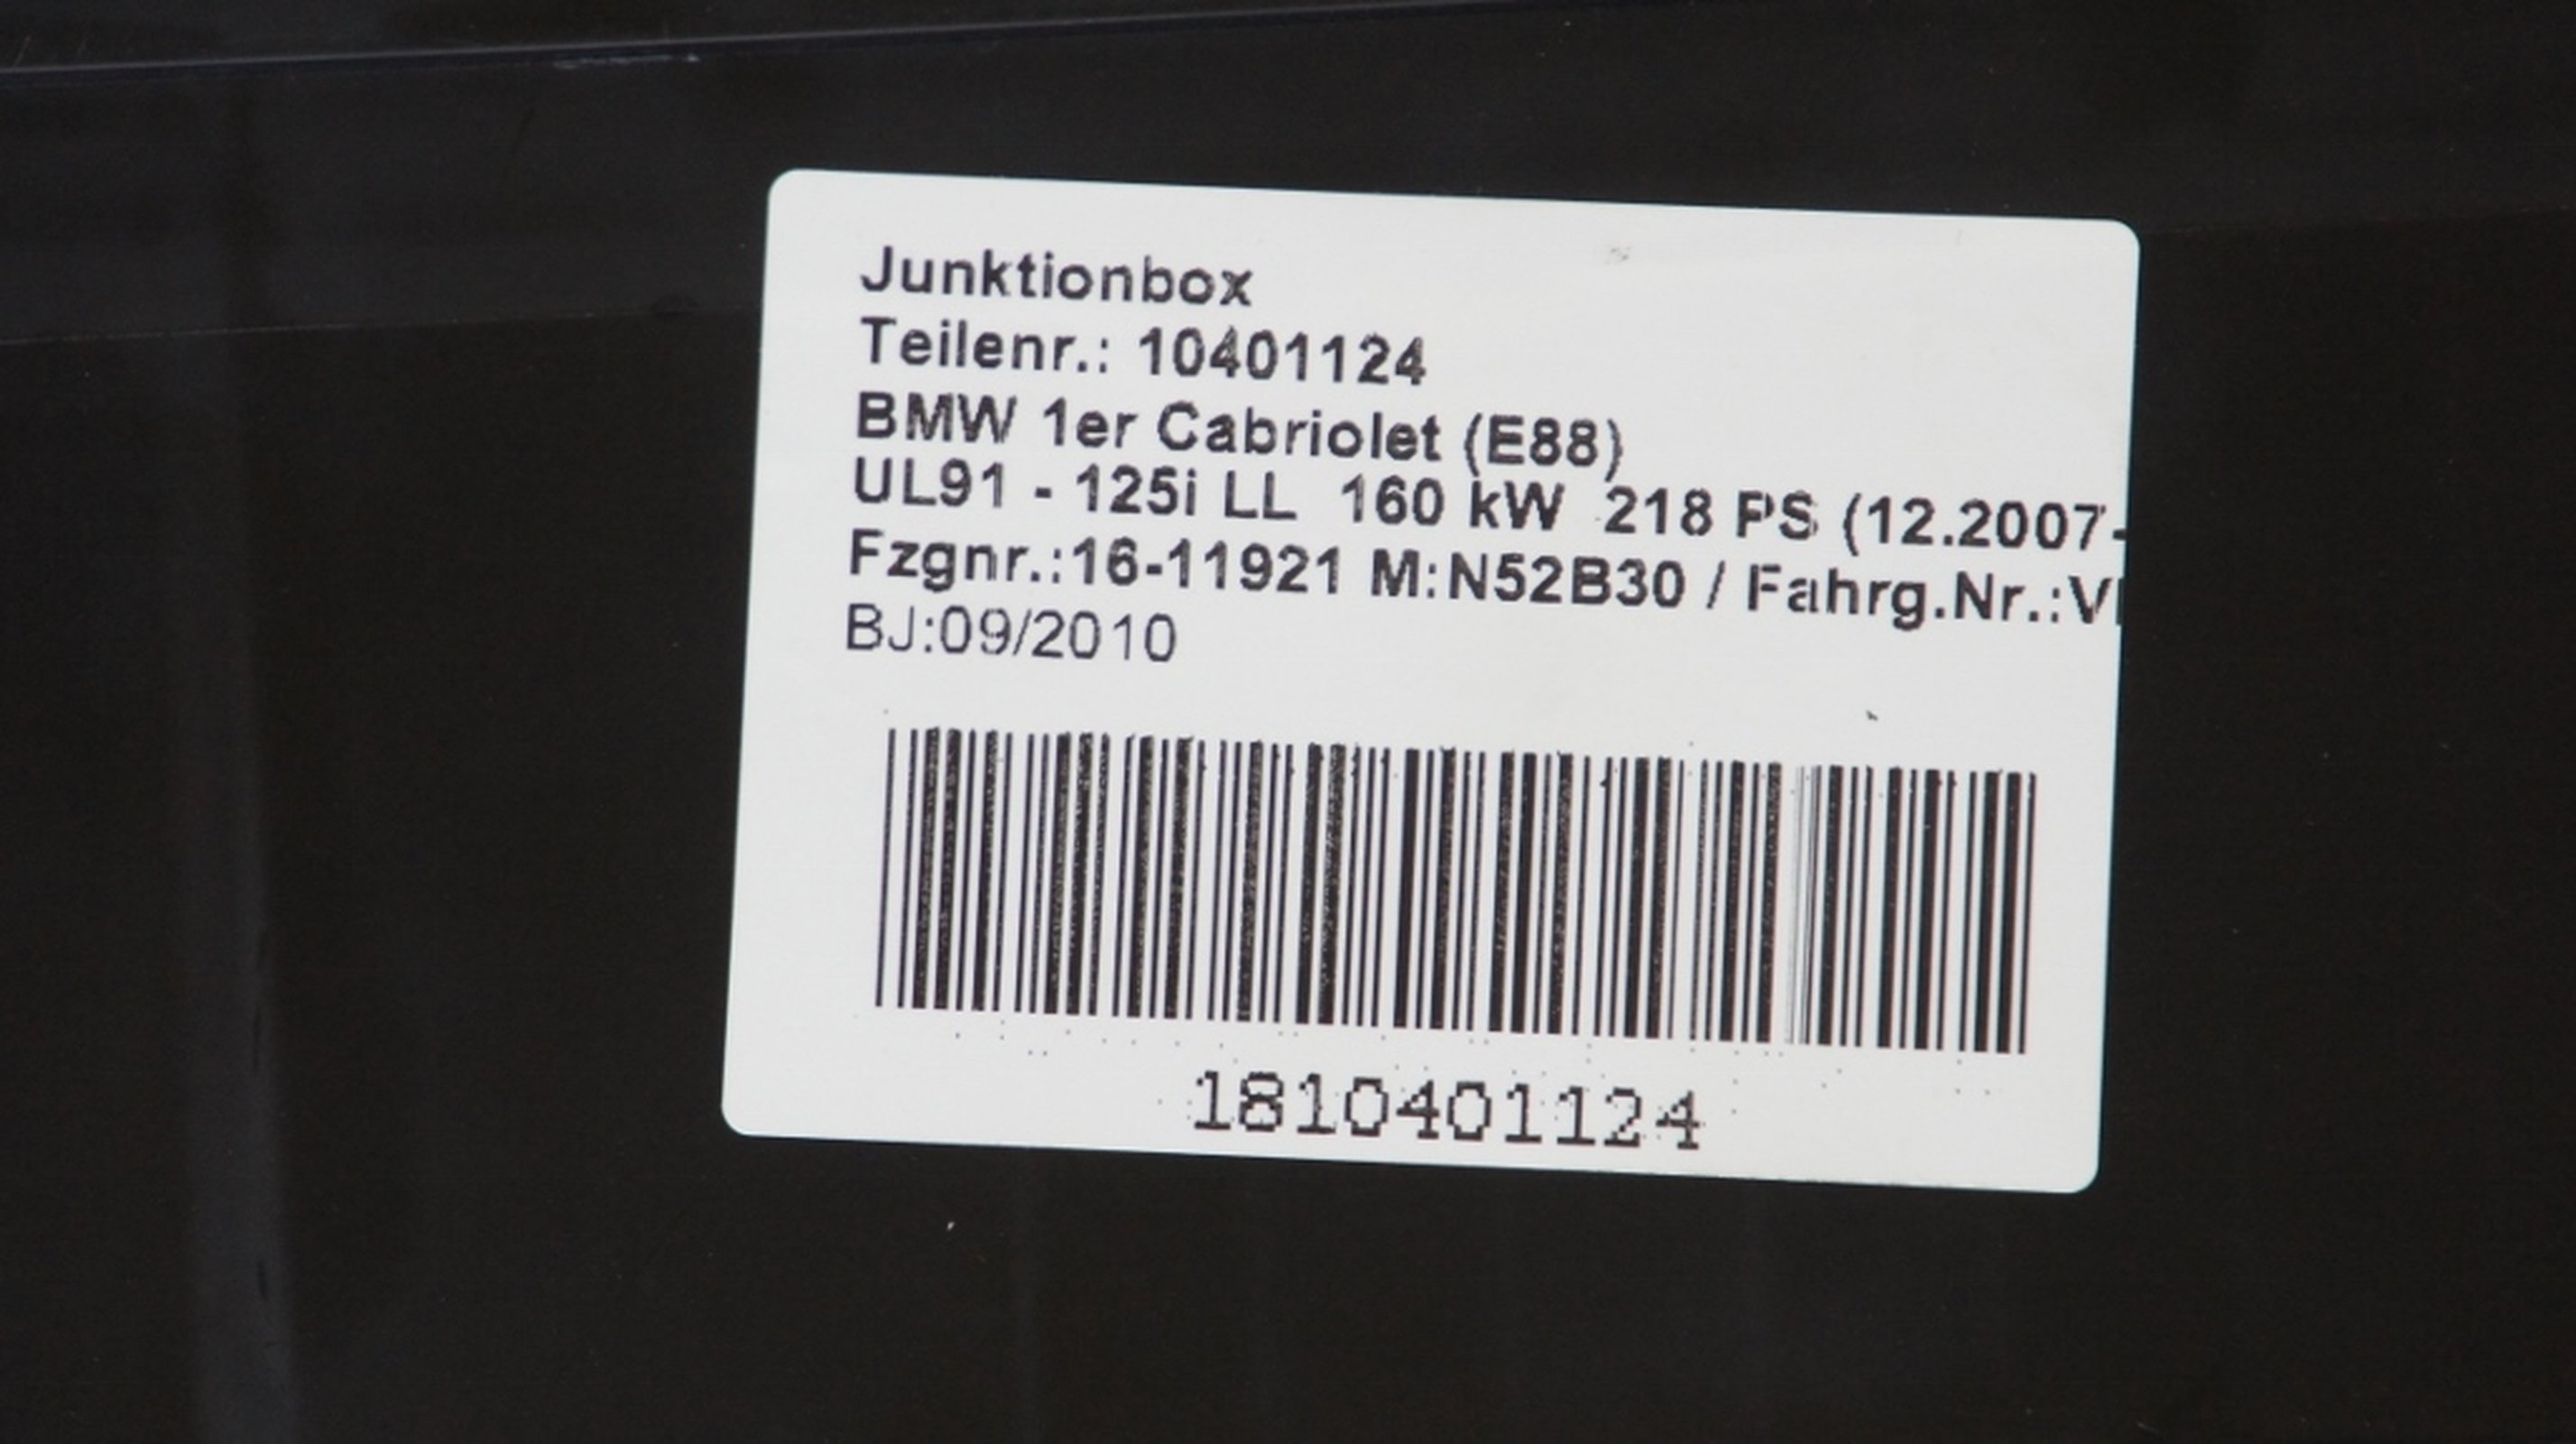 Junktionbox
Teilenr.: 10401124
BMW 1er Cabriolet (E88)
UL91 - 125i LL 160 kW 218 PS (12.2007-
Fzgnr.:16-11921 M:N52B30 / Fahrg.Nr.:V
BJ:09/2010
1810401124